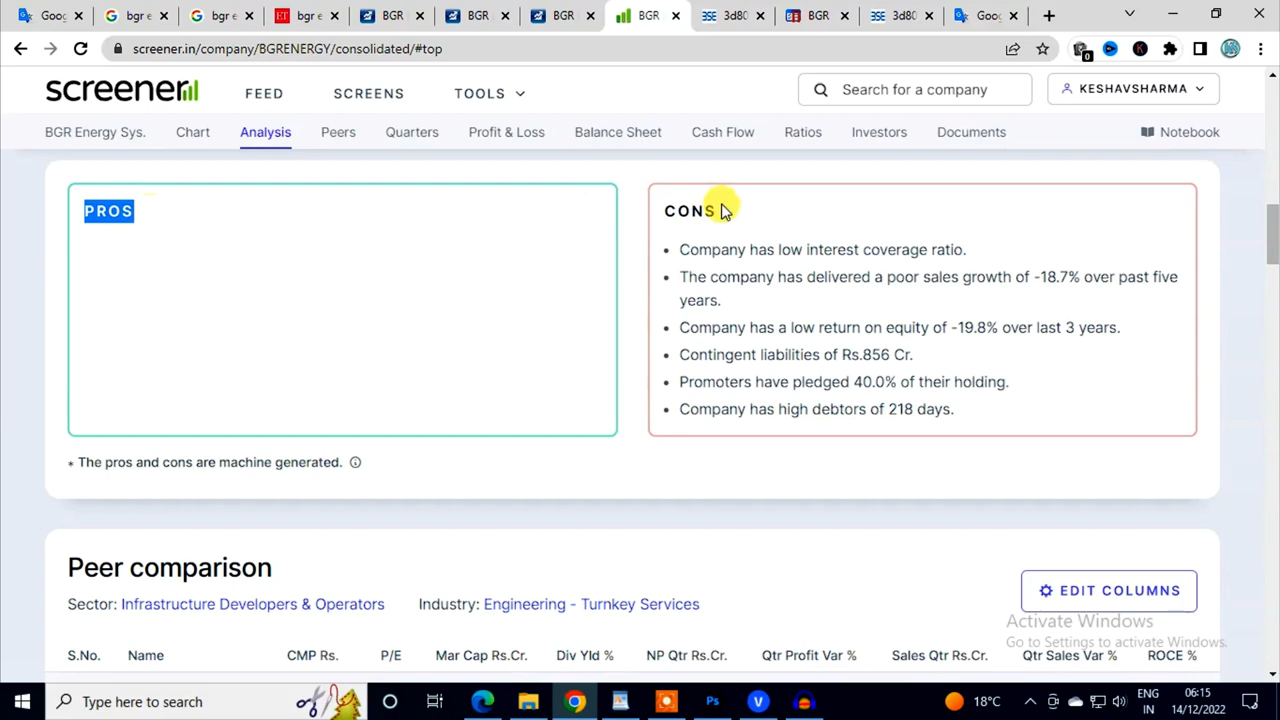 Goo
bgr e
bgr e
bgr e
BGR
BGR
BGR
BGR
3d80
BGR
3d80
Goo
screener.in/company/BGRENERGY/consolidated/#top
0
K
screener
FEED
SCREENS
TOOLS
Search for a company
KESHAVSHARMA
BGR Energy Sys.
Chart
Analysis
Peers
Quarters
Profit & Loss
Balance Sheet
Cash Flow
Ratios
Investors
Documents
Notebook
PROS
CONS
• Company has low interest coverage ratio.
• The company has delivered a poor sales growth of -18.7% over past five
years.
• Company has a low return on equity of -19.8% over last 3 years.
• Contingent liabilities of Rs.856 Cr.
• Promoters have pledged 40.0% of their holding.
• Company has high debtors of 218 days.
* The pros and cons are machine generated.
Peer comparison
EDIT COLUMNS
Sector: Infrastructure Developers & Operators Industry: Engineering - Turnkey Services
Activate Windows
Go to Settings to activate Windows.
S.No. Name CMP Rs. P/E Mar Cap Rs.Cr. Div Yld % NP Qtr Rs.Cr. Qtr Profit Var % Sales Qtr Rs.Cr. Qtr Sales Var % ROCE %
Type here to search
Ps
V
18°C
ENG
IN
06:15
14/12/2022